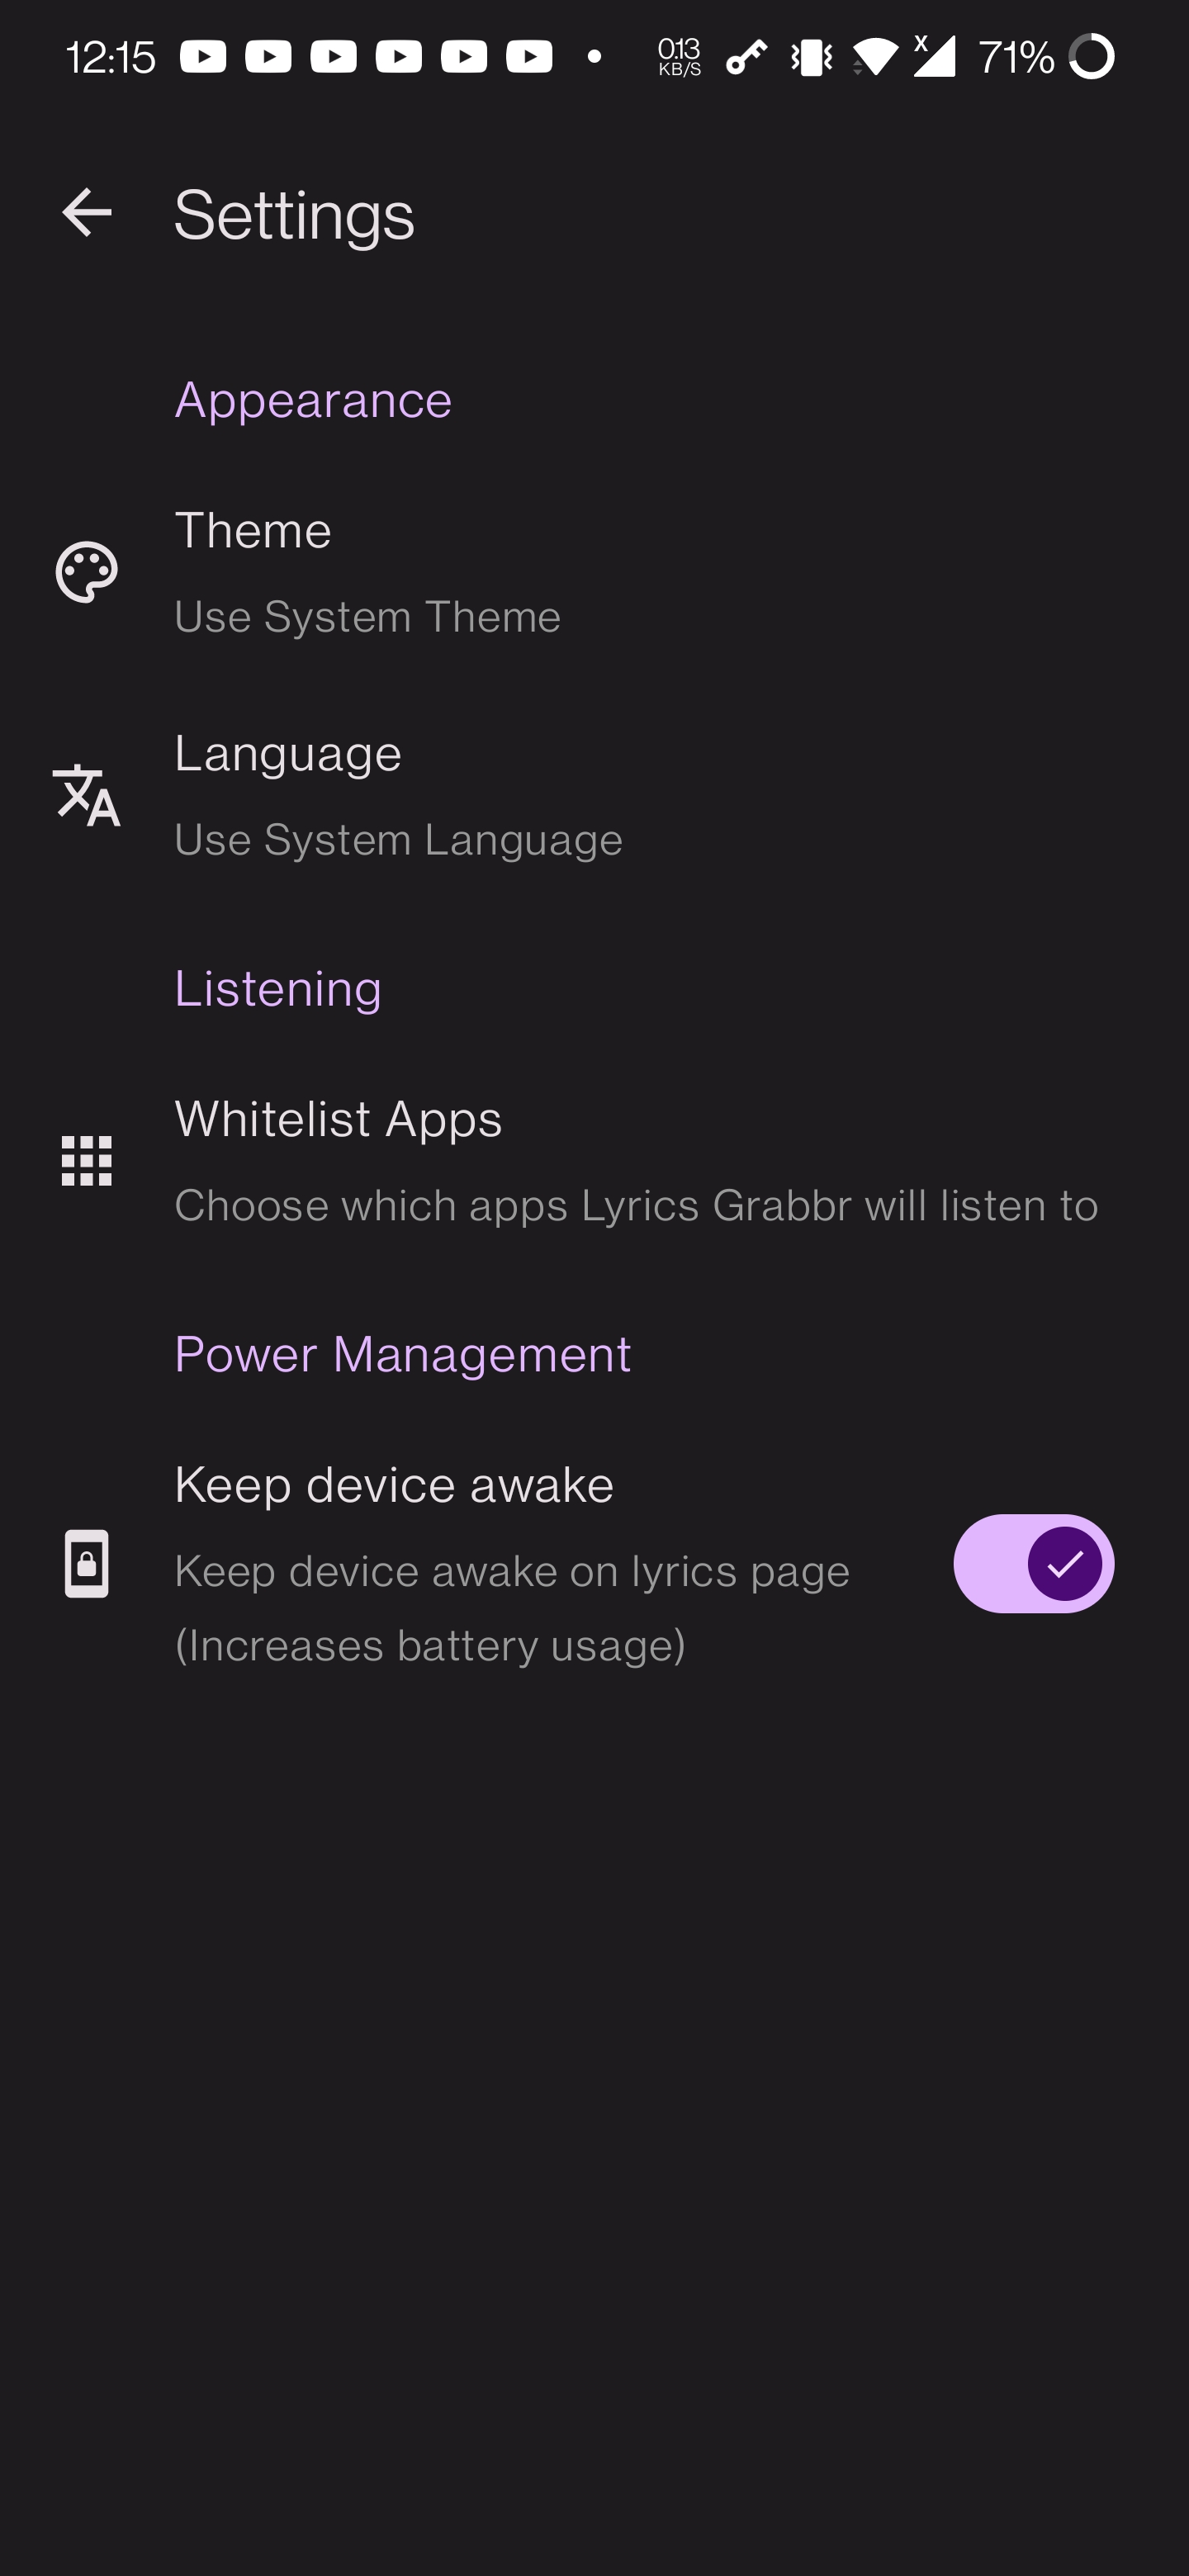 12:15 0.13 71%
KB/S
Settings
Appearance
Theme
Use System Theme
Language
Use System Language
Listening
Whitelist Apps
Choose which apps Lyrics Grabbr will listen to
Power Management
Keep device awake
Keep device awake on lyrics page
(Increases battery usage)